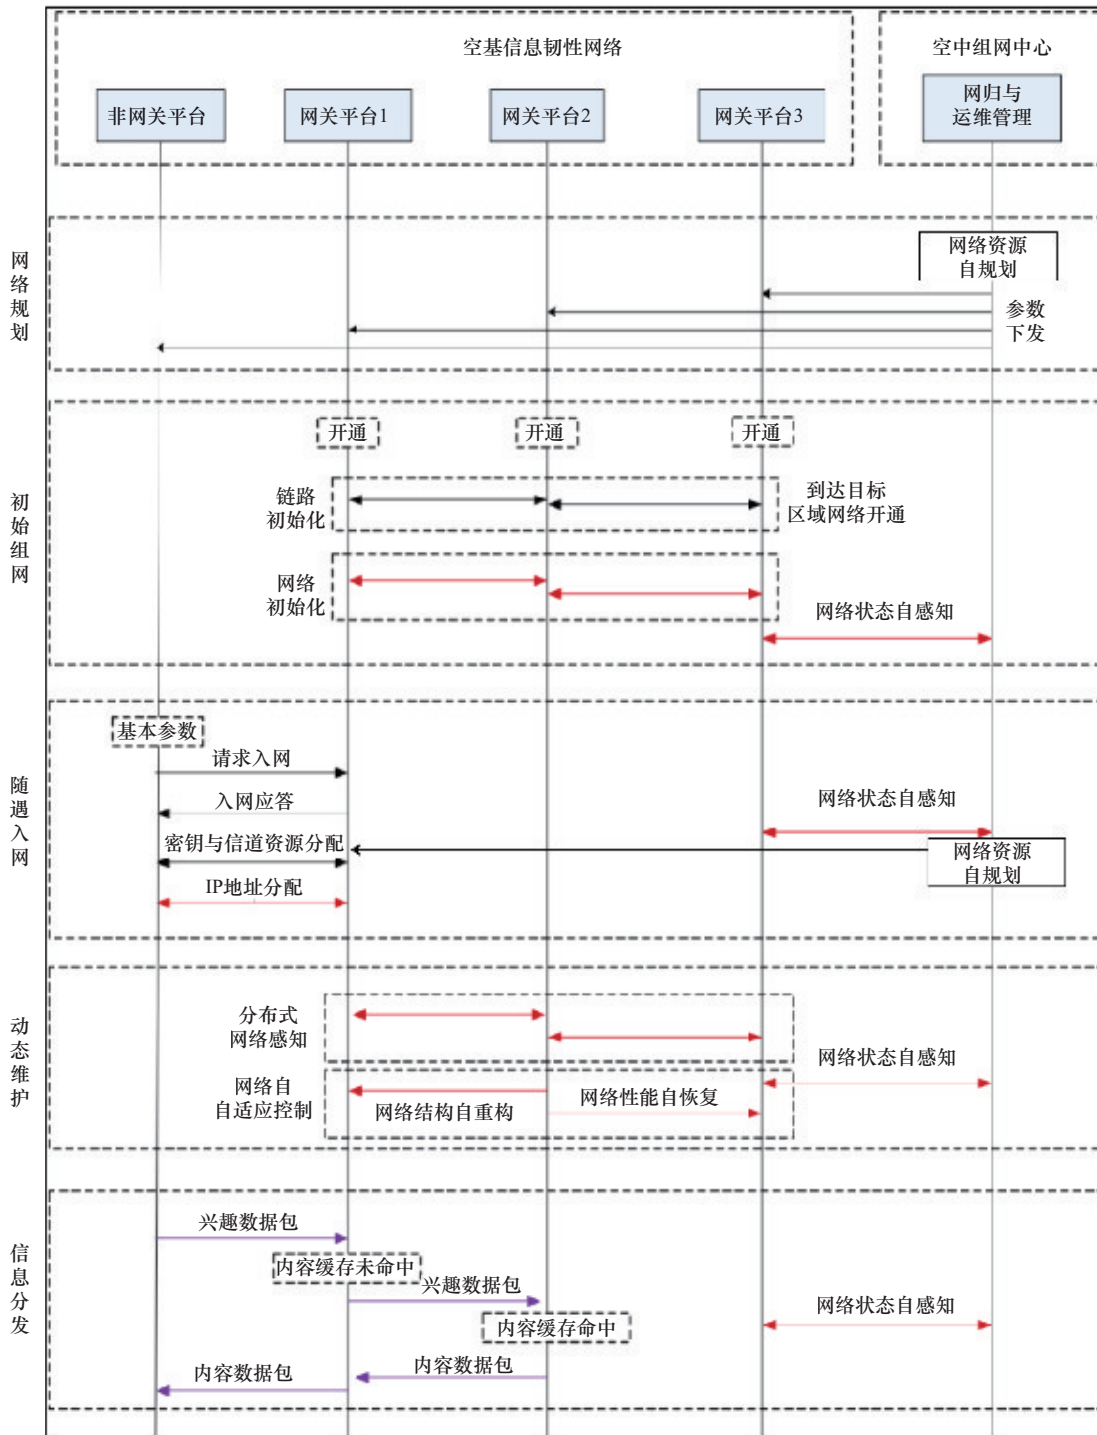 空基信息韧性网络
空中组网中心
非网关平台
网关平台1
网关平台2
网关平台3
网归与
运维管理
网络规划
网络资源
自规划
参数
下发
初始组网
开通
开通
开通
链路
初始化
到达目标
区域网络开通
网络
初始化
网络状态自感知
随遇入网
基本参数
请求入网
入网应答
网络状态自感知
密钥与信道资源分配
网络资源
自规划
IP地址分配
动态维护
分布式
网络感知
网络状态自感知
网络自
自适应控制
网络结构自重构
网络性能自恢复
信息分发
兴趣数据包
内容缓存未命中
兴趣数据包
网络状态自感知
内容缓存命中
内容数据包
内容数据包